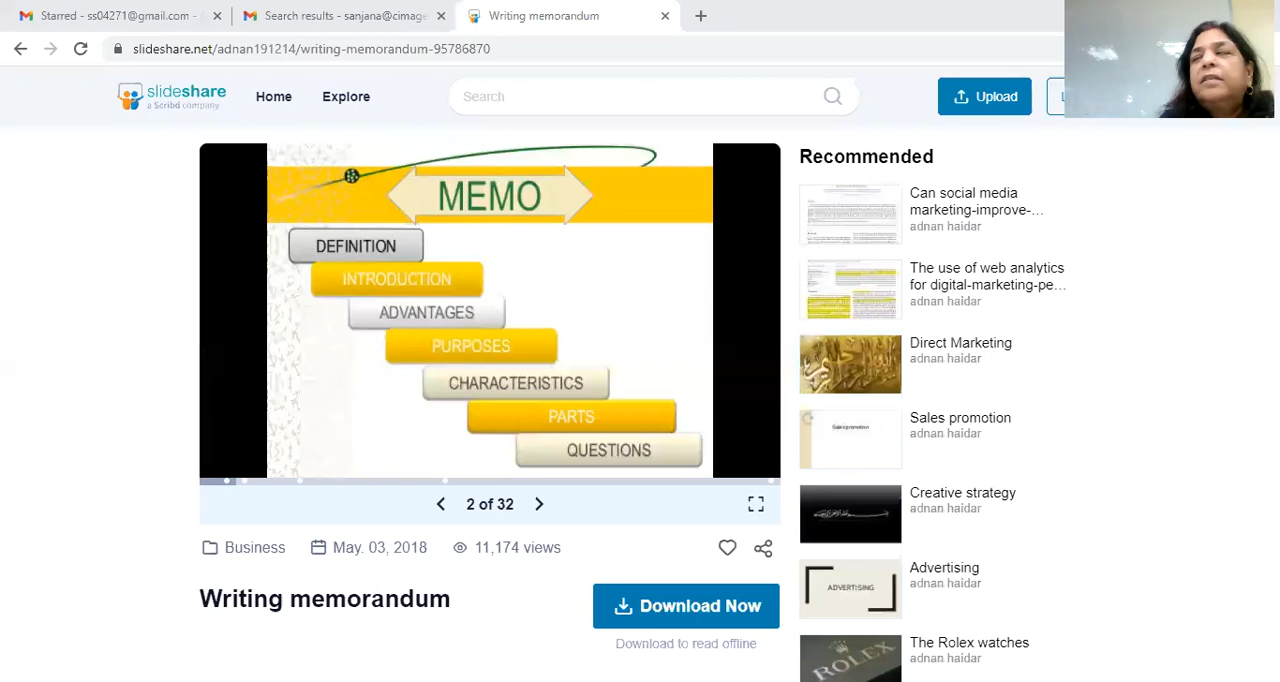 Starred - ss04271@gmail.com -
Search results - sanjana@cimage
Writing memorandum
slideshare.net/adnan191214/writing-memorandum-95786870
slideshare
a Scribd company
Home
Explore
Search
Upload
MEMO
DEFINITION
INTRODUCTION
ADVANTAGES
PURPOSES
CHARACTERISTICS
PARTS
QUESTIONS
2 of 32
Business
May. 03, 2018
11,174 views
Writing memorandum
Download Now
Download to read offline
Recommended
Can social media
marketing-improve-...
adnan haidar
The use of web analytics
for digital-marketing-pe...
adnan haidar
Direct Marketing
adnan haidar
Sales promotion
Sales promotion
adnan haidar
Creative strategy
adnan haidar
ADVERTISING
Advertising
adnan haidar
ROLEX
The Rolex watches
adnan haidar